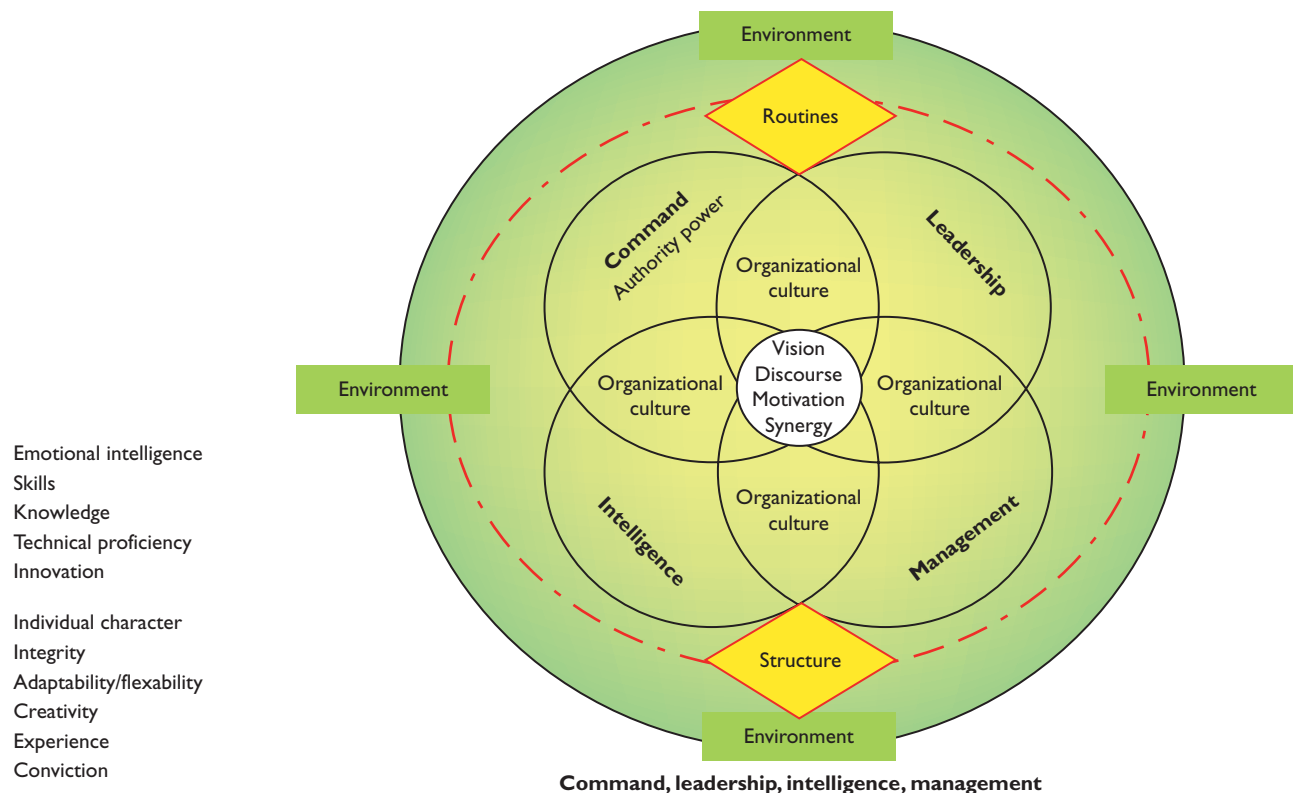 Environment
Routines
Command
Authority power
Leadership
Organizational
culture
Vision
Discourse
Motivation
Synergy
Environment
Organizational
culture
Organizational
culture
Environment
Organizational
culture
Intelligence
Management
Structure
Environment
Emotional intelligence
Skills
Knowledge
Technical proficiency
Innovation
Individual character
Integrity
Adaptability/flexability
Creativity
Experience
Conviction
Command, leadership, intelligence, management